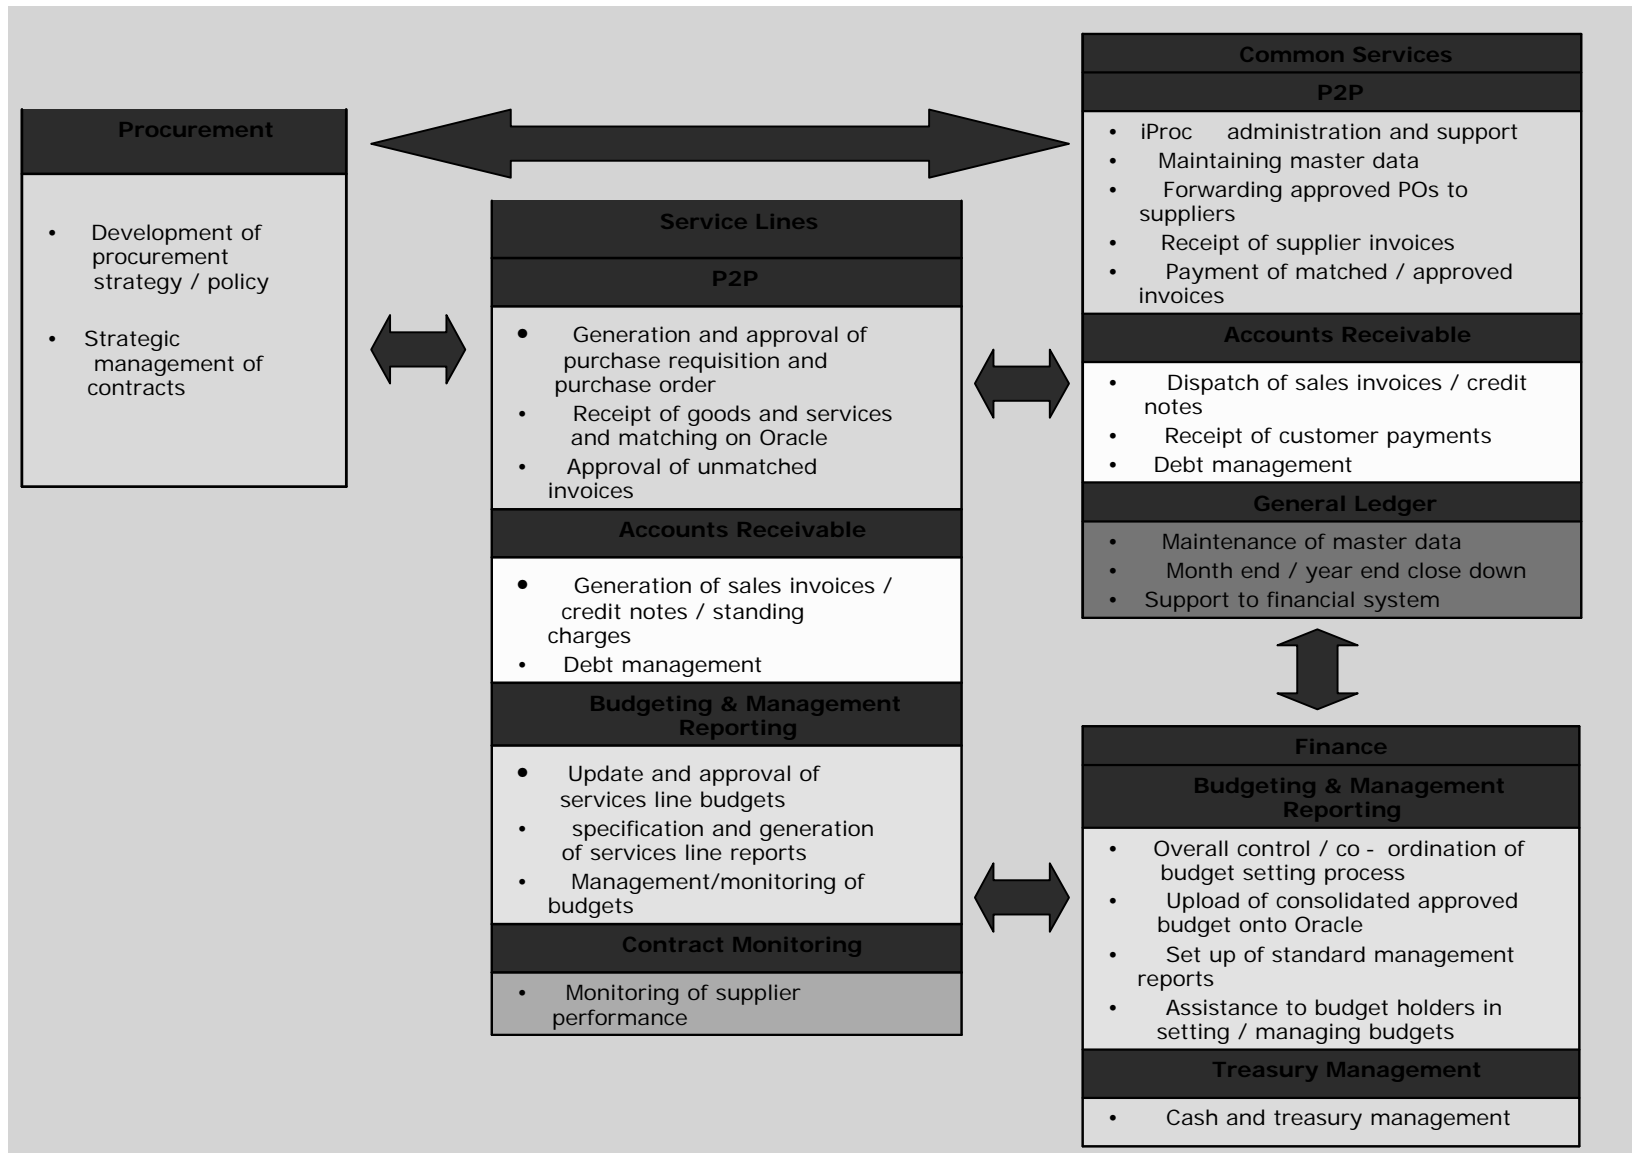 Procurement
• Development of
procurement
strategy / policy
• Strategic
management of
contracts
Service Lines
P2P
• Generation and approval of
purchase requisition and
purchase order
• Receipt of goods and services
and matching on Oracle
• Approval of unmatched
invoices
Accounts Receivable
• Generation of sales invoices /
credit notes / standing
charges
• Debt management
Budgeting & Management
Reporting
• Update and approval of
services line budgets
• specification and generation
of services line reports
• Management/monitoring of
budgets
Contract Monitoring
• Monitoring of supplier
performance
Common Services
P2P
• iProc administration and support
• Maintaining master data
• Forwarding approved POs to
suppliers
• Receipt of supplier invoices
• Payment of matched / approved
invoices
Accounts Receivable
• Dispatch of sales invoices / credit
notes
• Receipt of customer payments
• Debt management
General Ledger
• Maintenance of master data
• Month end / year end close down
• Support to financial system
Finance
Budgeting & Management
Reporting
• Overall control / co - ordination of
budget setting process
• Upload of consolidated approved
budget onto Oracle
• Set up of standard management
reports
• Assistance to budget holders in
setting / managing budgets
Treasury Management
• Cash and treasury management